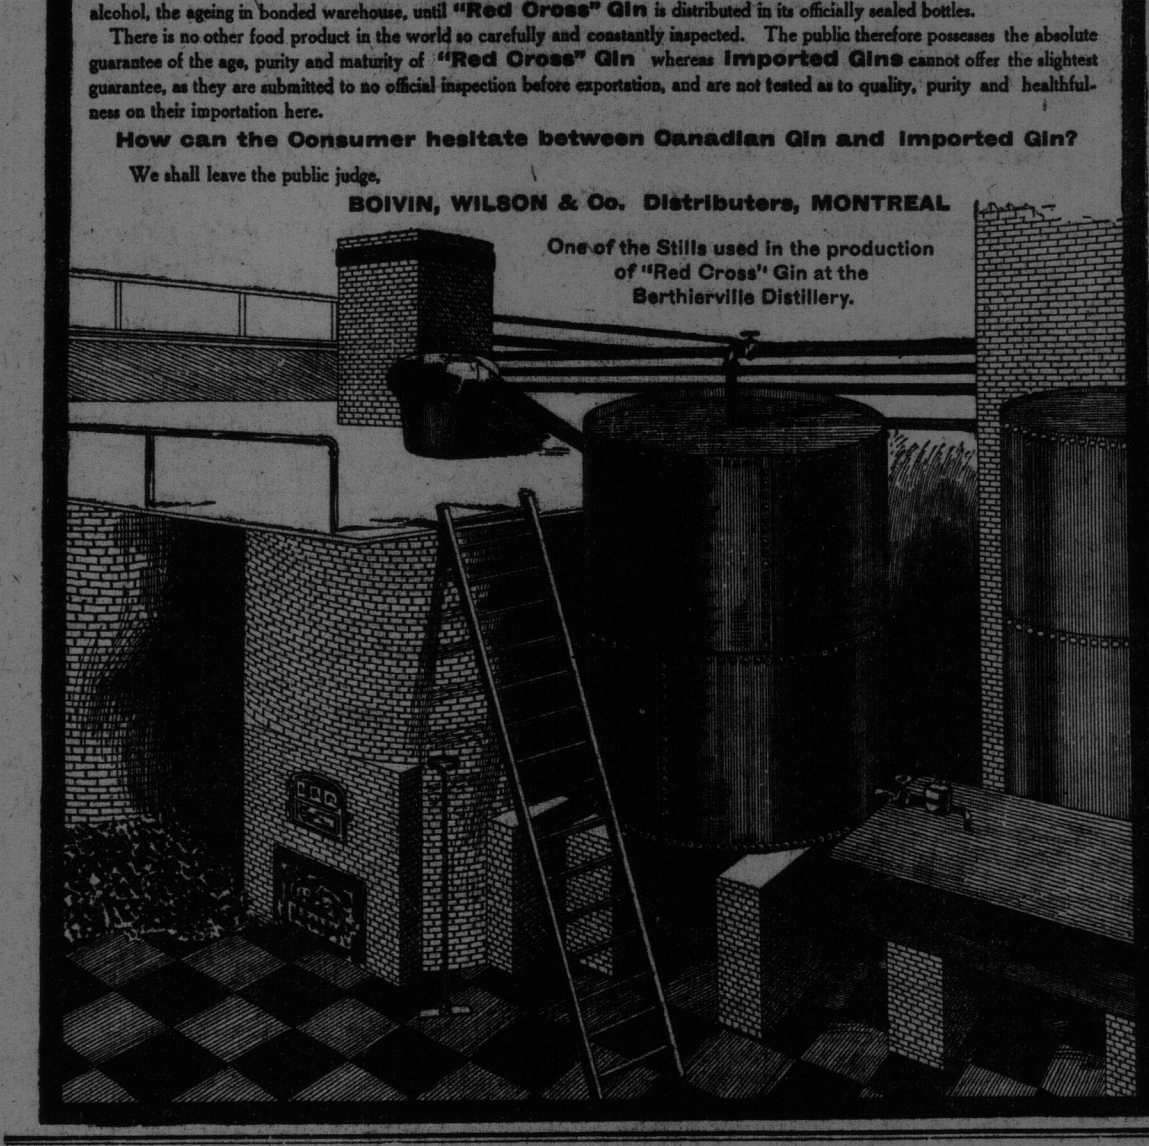 alcohol, the ageing in bonded warehouse, until "Red Cross" Gin is distributed in its officially sealed bottles.
There is no other food product in the world so carefully and constantly inspected. The public therefore possesses the absolute
guarantee of the age, purity and maturity of "Red Cross" Gin whereas Imported Gins cannot offer the slightest
guarantee, as they are submitted to no official inspection before exportation, and are not tested as to quality, purity and healthful-
ness on their importation here.
How can the Consumer hesitate between Canadian Gin and Imported Gin?
We shall leave the public judge,
BOIVIN, WILSON & Co. Distributers, MONTREAL
One of the Stills used in the production
of "Red Cross" Gin at the
Berthierville Distillery.